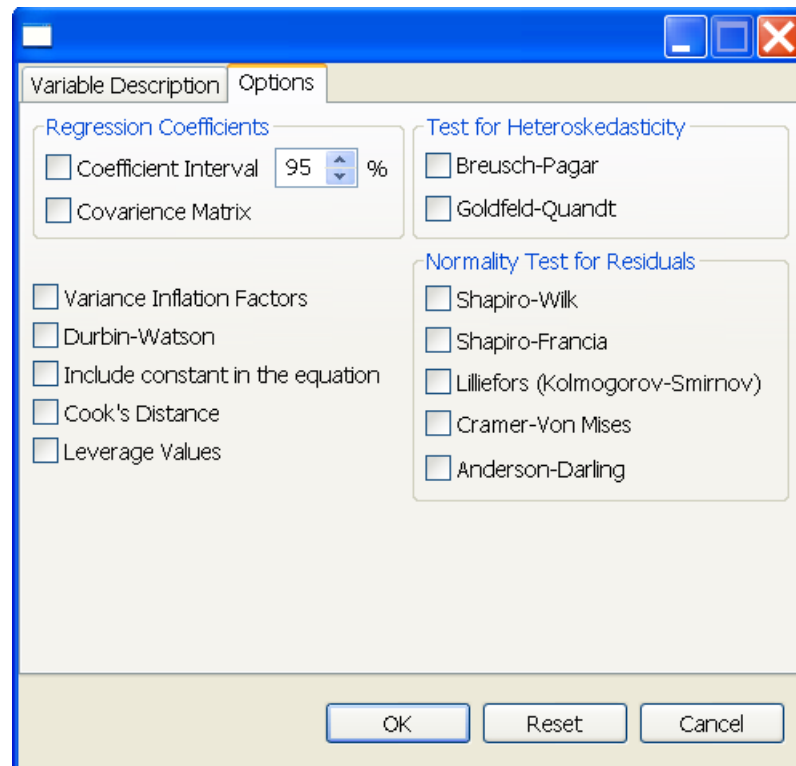 Variable Description
Options
Regression Coefficients
Coefficient Interval 95 %
Covarience Matrix
Variance Inflation Factors
Durbin-Watson
Include constant in the equation
Cook's Distance
Leverage Values
Test for Heteroskedasticity
Breusch-Pagar
Goldfeld-Quandt
Normality Test for Residuals
Shapiro-Wilk
Shapiro-Francia
Lilliefors (Kolmogorov-Smirnov)
Cramer-Von Mises
Anderson-Darling
OK
Reset
Cancel